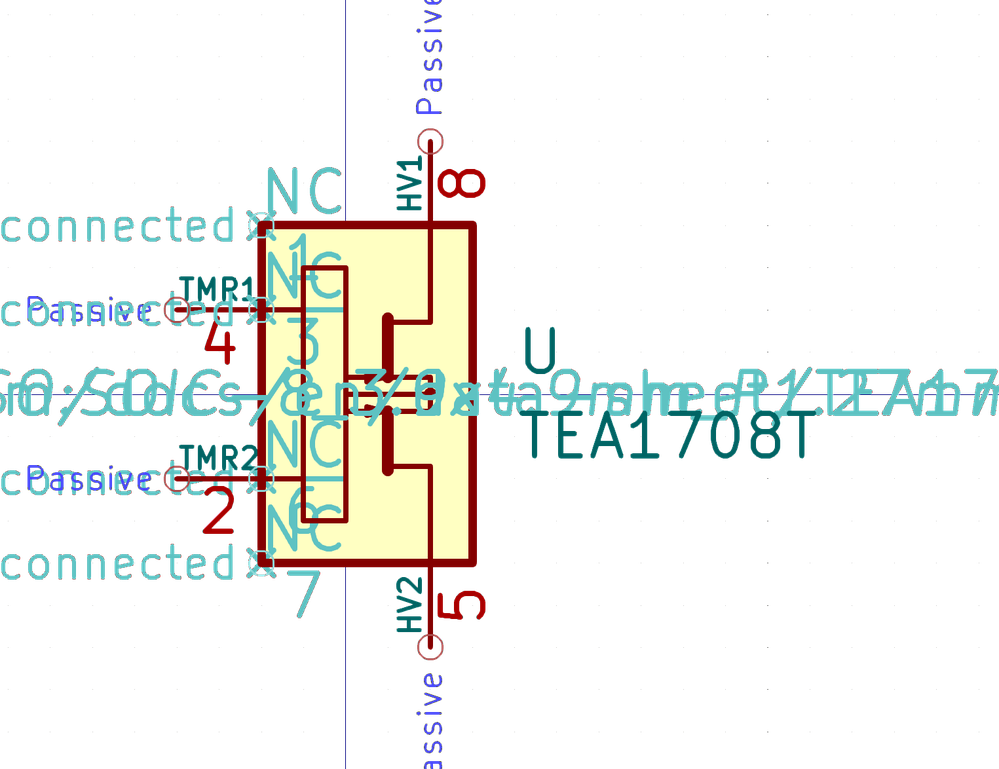 Passive
HV1
8
NC
connected
1
NC
TMR1
Passive
connected
4
3
U
TEA1708T
NC
TMR2
Passive
connected
2
6
NC
connected
7
HV2
5
assive